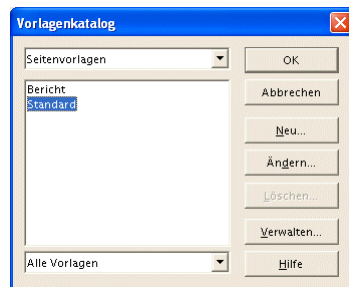 Vorlagenkatalog
Seitenvorlagen
Bericht
Standard
Alle Vorlagen
OK
Abbrechen
Neu...
Ändern...
Löschen...
Verwalten...
Hilfe